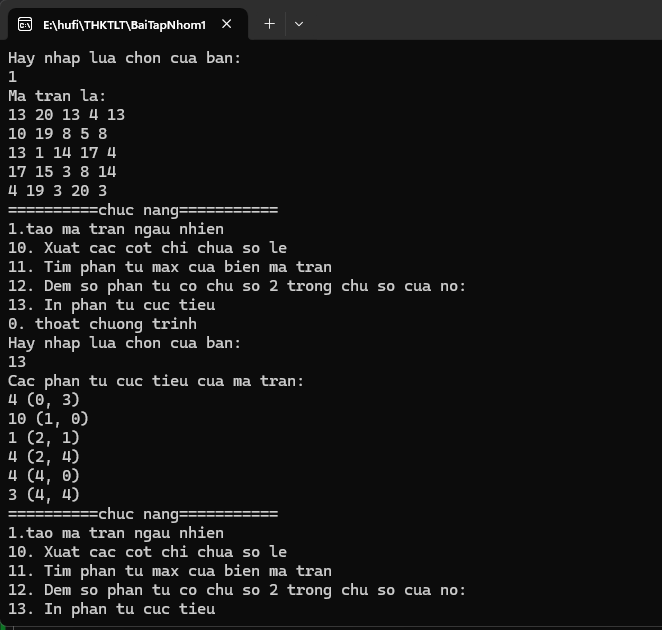 E:\hufi\THKTLT\BaiTapNhom1
Hay nhap lua chon cua ban:
1
Ma tran la:
13 20 13 4 13
10 19 8 5 8
13 1 14 17 4
17 15 3 8 14
4 19 3 20 3
==========chuc nang===========
1.tao ma tran ngau nhien
10. Xuat cac cot chi chua so le
11. Tim phan tu max cua bien ma tran
12. Dem so phan tu co chu so 2 trong chu so cua no:
13. In phan tu cuc tieu
0. thoat chuong trinh
Hay nhap lua chon cua ban:
13
Cac phan tu cuc tieu cua ma tran:
4 (0, 3)
10 (1, 0)
1 (2, 1)
4 (2, 4)
4 (4, 0)
3 (4, 4)
==========chuc nang===========
1.tao ma tran ngau nhien
10. Xuat cac cot chi chua so le
11. Tim phan tu max cua bien ma tran
12. Dem so phan tu co chu so 2 trong chu so cua no:
13. In phan tu cuc tieu